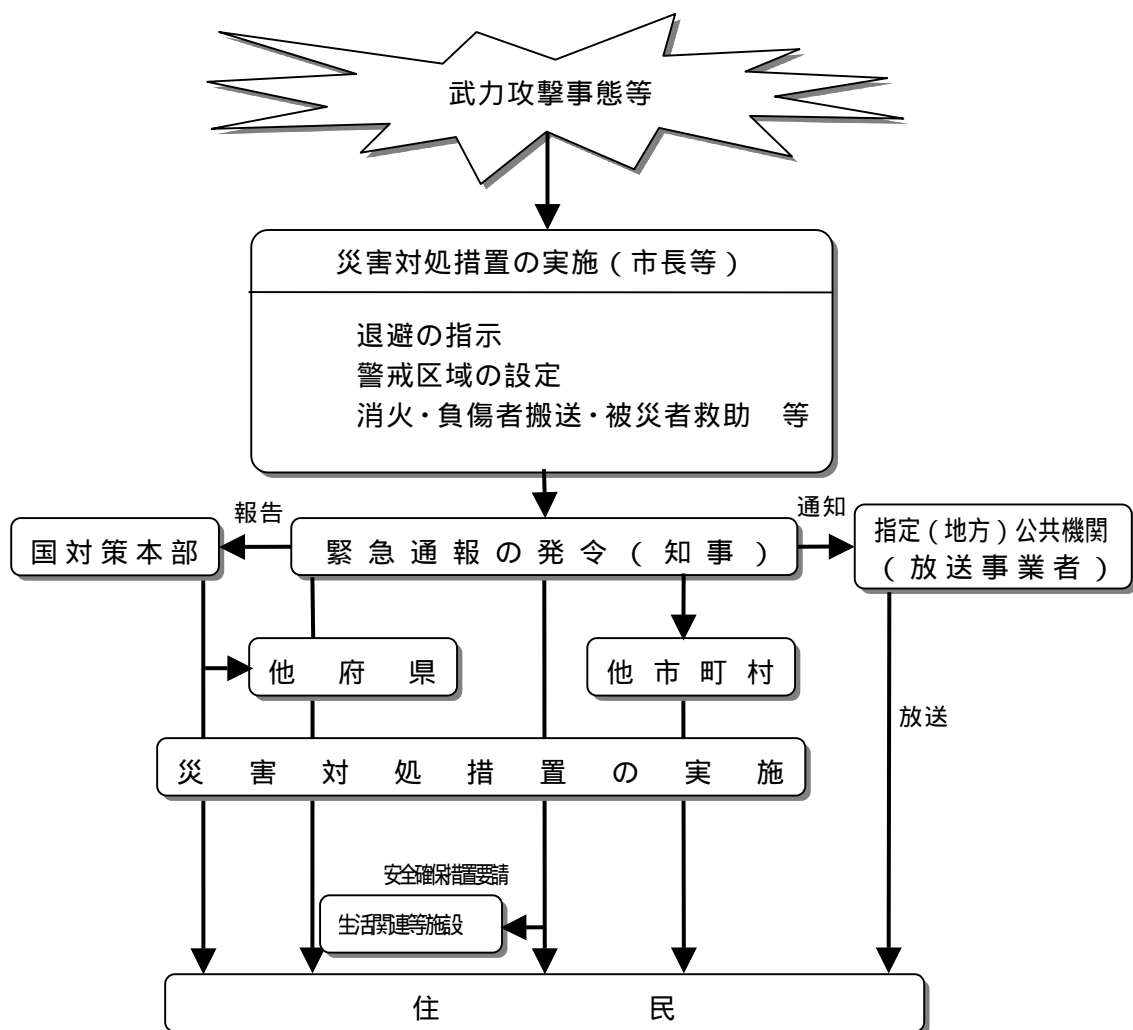 武力攻撃事態等
災害対処措置の実施（市長等）
退避の指示
警戒区域の設定
消火・負傷者搬送・被災者救助　等
報告
通知
国対策本部
緊急通報の発令（知事）
指定（地方）公共機関
（放送事業者）
他府県
他市町村
放送
災害対処措置の実施
安全確保措置要請
生活関連等施設
住民